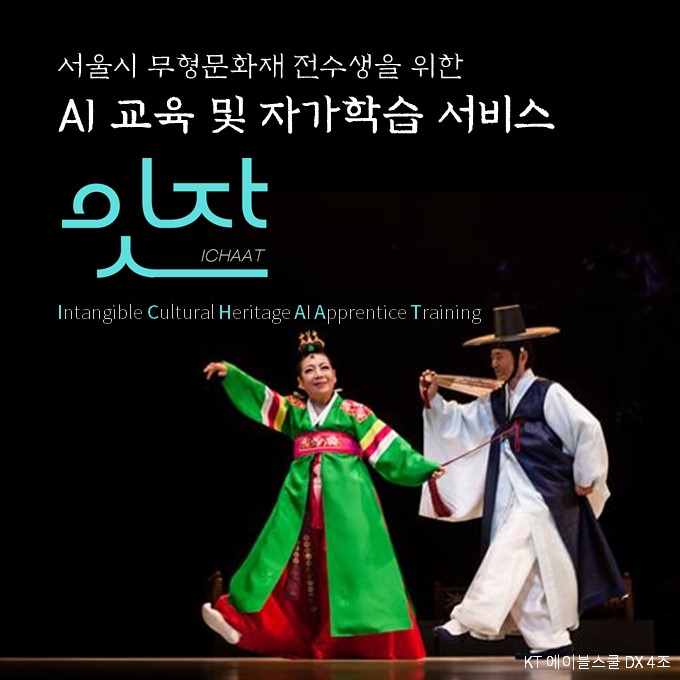 서울시 무형문화재 전수생을 위한
AI 교육 및 자가학습 서비스
잇잣
ICHAAT
Intangible Cultural Heritage AI Apprentice Training
KT 에이블스쿨 DX 4조